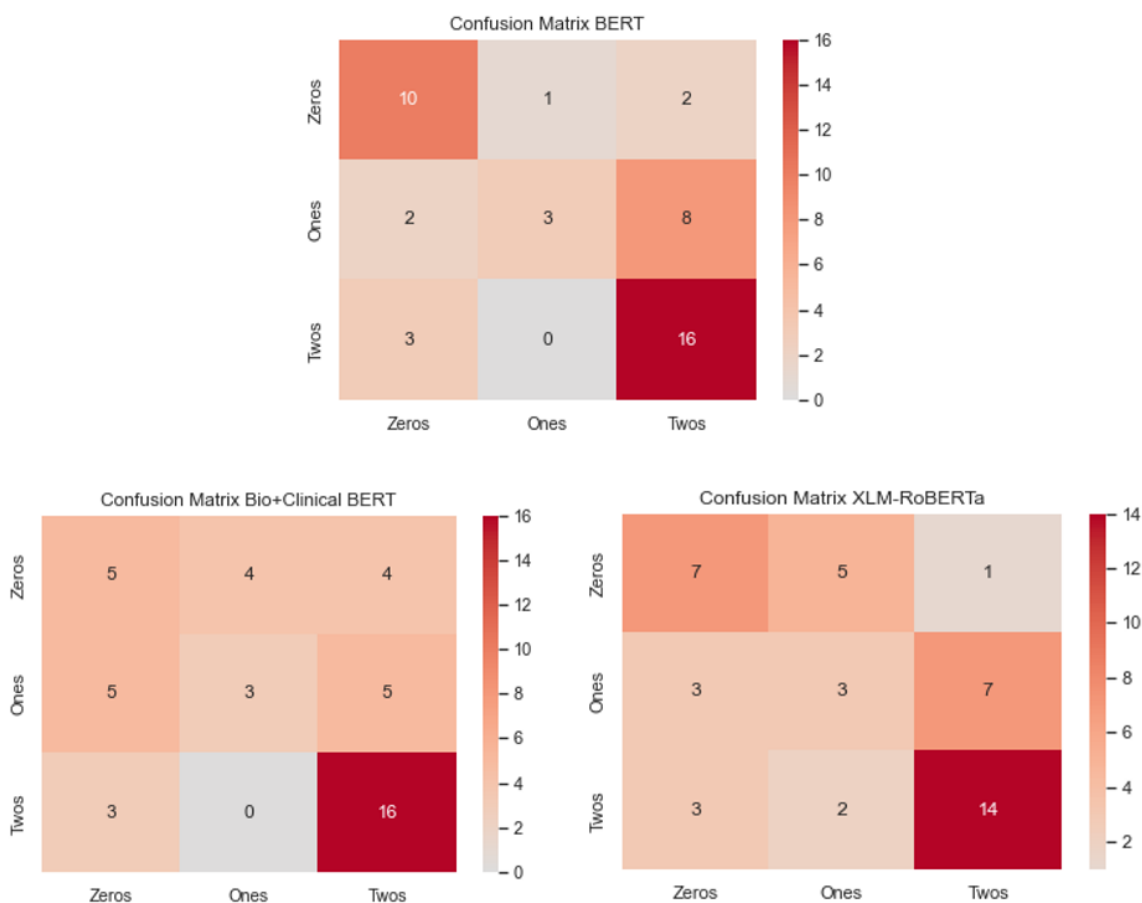 Confusion Matrix BERT
Zeros 10 1 2
Ones 2 3 8
Twos 3 0 16
Zeros Ones Twos
16
14
12
10
8
6
4
2
0
Confusion Matrix Bio+Clinical BERT
Zeros 5 4 4
Ones 5 3 5
Twos 3 0 16
Zeros Ones Twos
16
14
12
10
8
6
4
2
0
Confusion Matrix XLM-RoBERTa
Zeros 7 5 1
Ones 3 3 7
Twos 3 2 14
Zeros Ones Twos
14
12
10
8
6
4
2